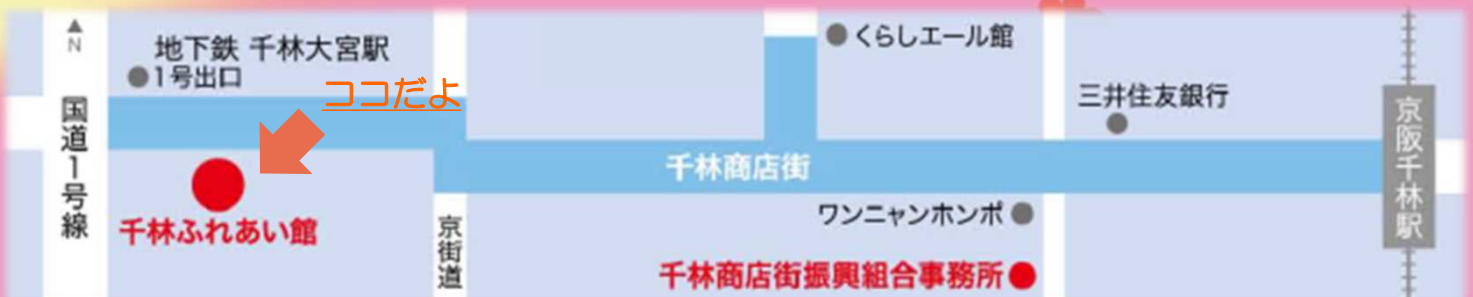 N
地下鉄 千林大宮駅
1号出口
ココだよ
国道1号線
千林ふれあい館
京街道
くらしエール館
三井住友銀行
千林商店街
ワンニャンホンポ
千林商店街振興組合事務所
京阪千林駅